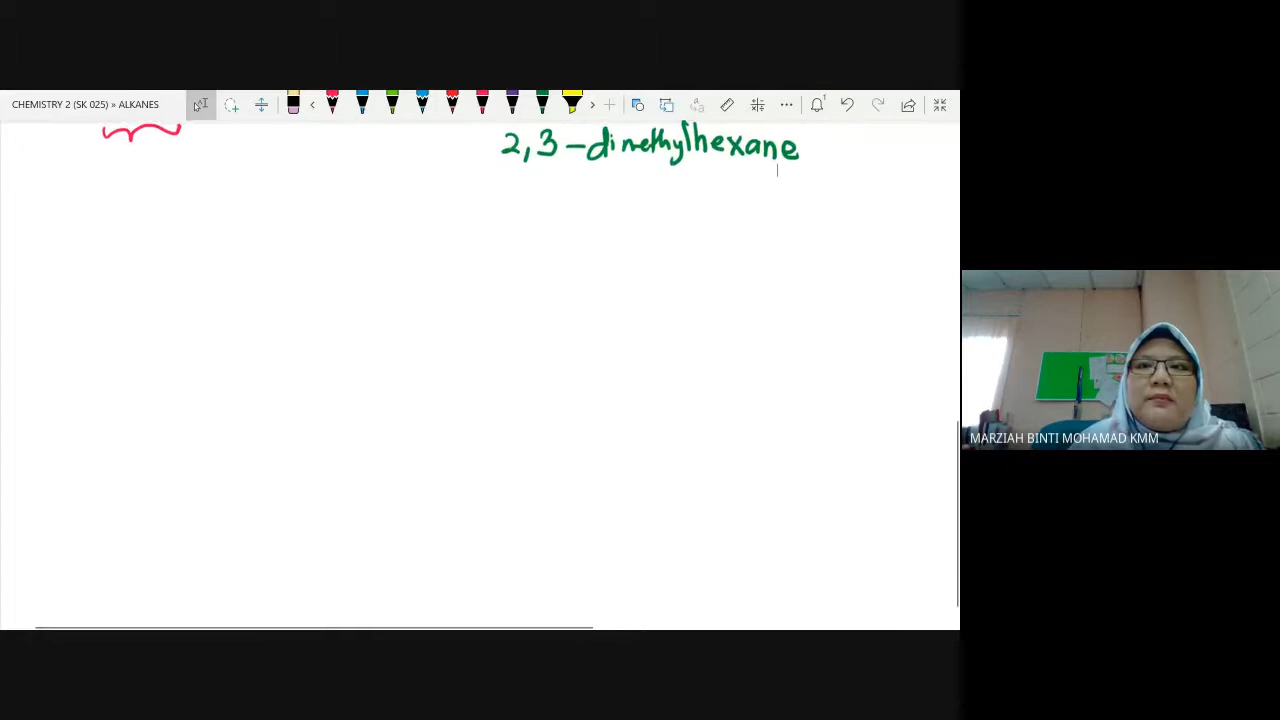 CHEMISTRY 2 (SK 025) » ALKANES
2,3-dimethylhexane
MARZIAH BINTI MOHAMAD KMM